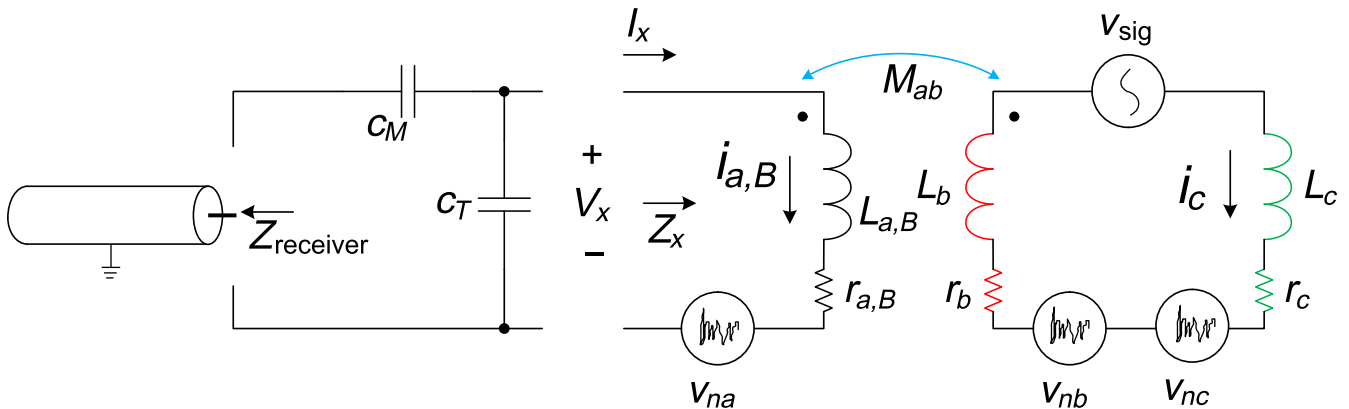 I_x
v_sig
M_ab
c_M
+
i_a,B
L_b
i_c
L_c
c_T
V_x
L_a,B
Z_receiver
Z_x
−
r_a,B
r_b
r_c
v_na
v_nb
v_nc